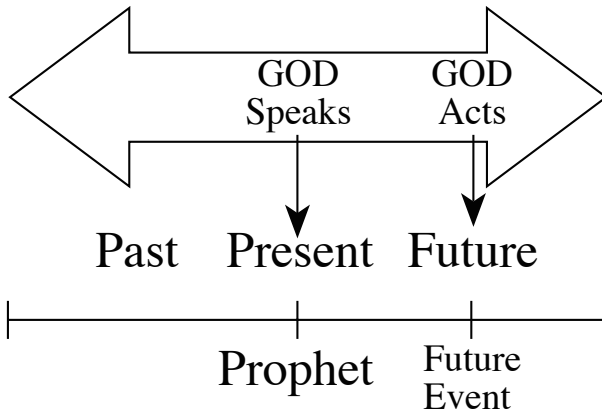 GOD
Speaks
GOD
Acts
Past Present Future
Prophet
Future
Event